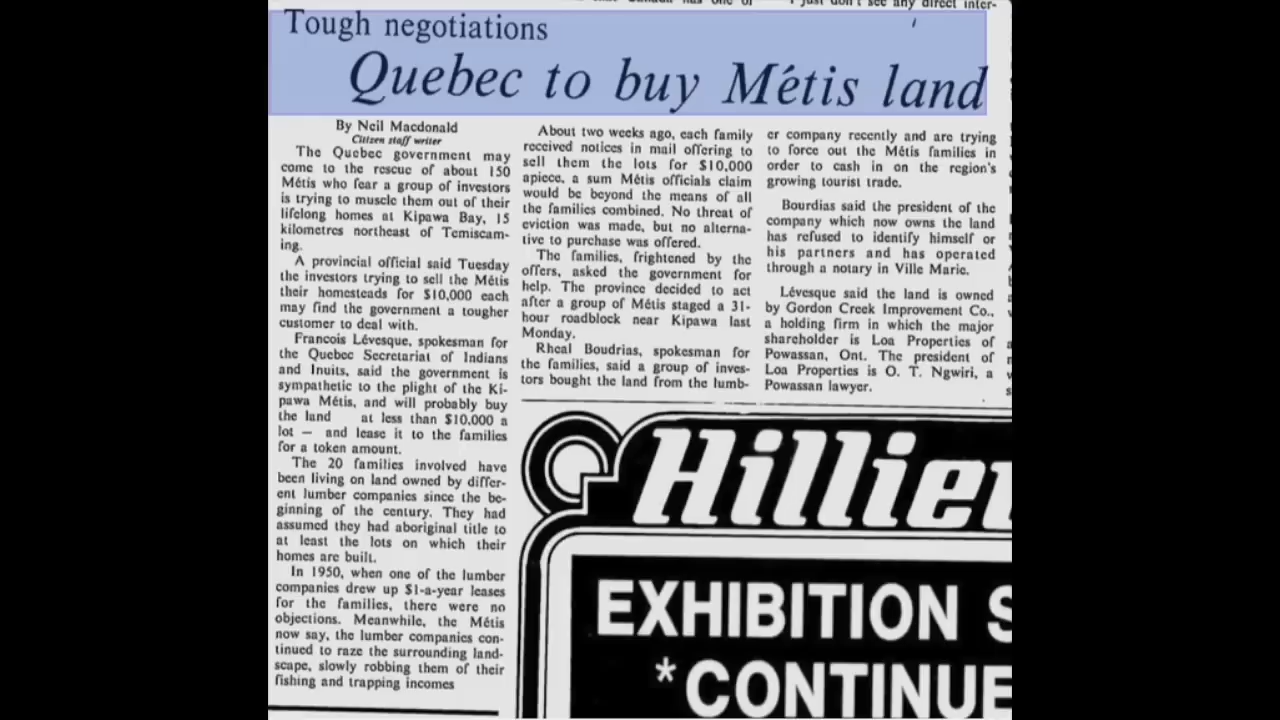 I just don't see any direct inter-
Tough negotiations
Quebec to buy Métis land
By Neil Macdonald
Citizen staff writer
The Quebec government may
come to the rescue of about 150
Métis who fear a group of investors
is trying to muscle them out of their
lifelong homes at Kipawa Bay, 15
kilometres northeast of Temiscam-
ing.
A provincial official said Tuesday
the investors trying to sell the Métis
their homesteads for $10,000 each
may find the government a tougher
customer to deal with.
Francois Lévesque, spokesman for
the Quebec Secretariat of Indians
and Inuits, said the government is
sympathetic to the plight of the Ki-
pawa Métis, and will probably buy
the land at less than $10,000 a
lot — and lease it to the families
for a token amount.
The 20 families involved have
been living on land owned by differ-
ent lumber companies since the be-
ginning of the century. They had
assumed they had aboriginal title to
at least the lots on which their
homes are built.
In 1950, when one of the lumber
companies drew up $1-a-year leases
for the families, there were no
objections. Meanwhile, the Métis
now say, the lumber companies con-
tinued to raze the surrounding land-
scape, slowly robbing them of their
fishing and trapping incomes
About two weeks ago, each family
received notices in mail offering to
sell them the lots for $10,000
apiece, a sum Métis officials claim
would be beyond the means of all
the families combined. No threat of
eviction was made, but no alterna-
tive to purchase was offered.
The families, frightened by the
offers, asked the government for
help. The province decided to act
after a group of Métis staged a 31-
hour roadblock near Kipawa last
Monday.
Rheal Boudrias, spokesman for
the families, said a group of inves-
tors bought the land from the lumb-
er company recently and are trying
to force out the Métis families in
order to cash in on the region's
growing tourist trade.
Bourdias said the president of the
company which now owns the land
has refused to identify himself or
his partners and has operated
through a notary in Ville Marie.
Lévesque said the land is owned
by Gordon Creek Improvement Co.,
a holding firm in which the major
shareholder is Loa Properties of
Powassan, Ont. The president of
Loa Properties is O. T. Ngwiri, a
Powassan lawyer.
EXHIBITION S
*CONTINUE